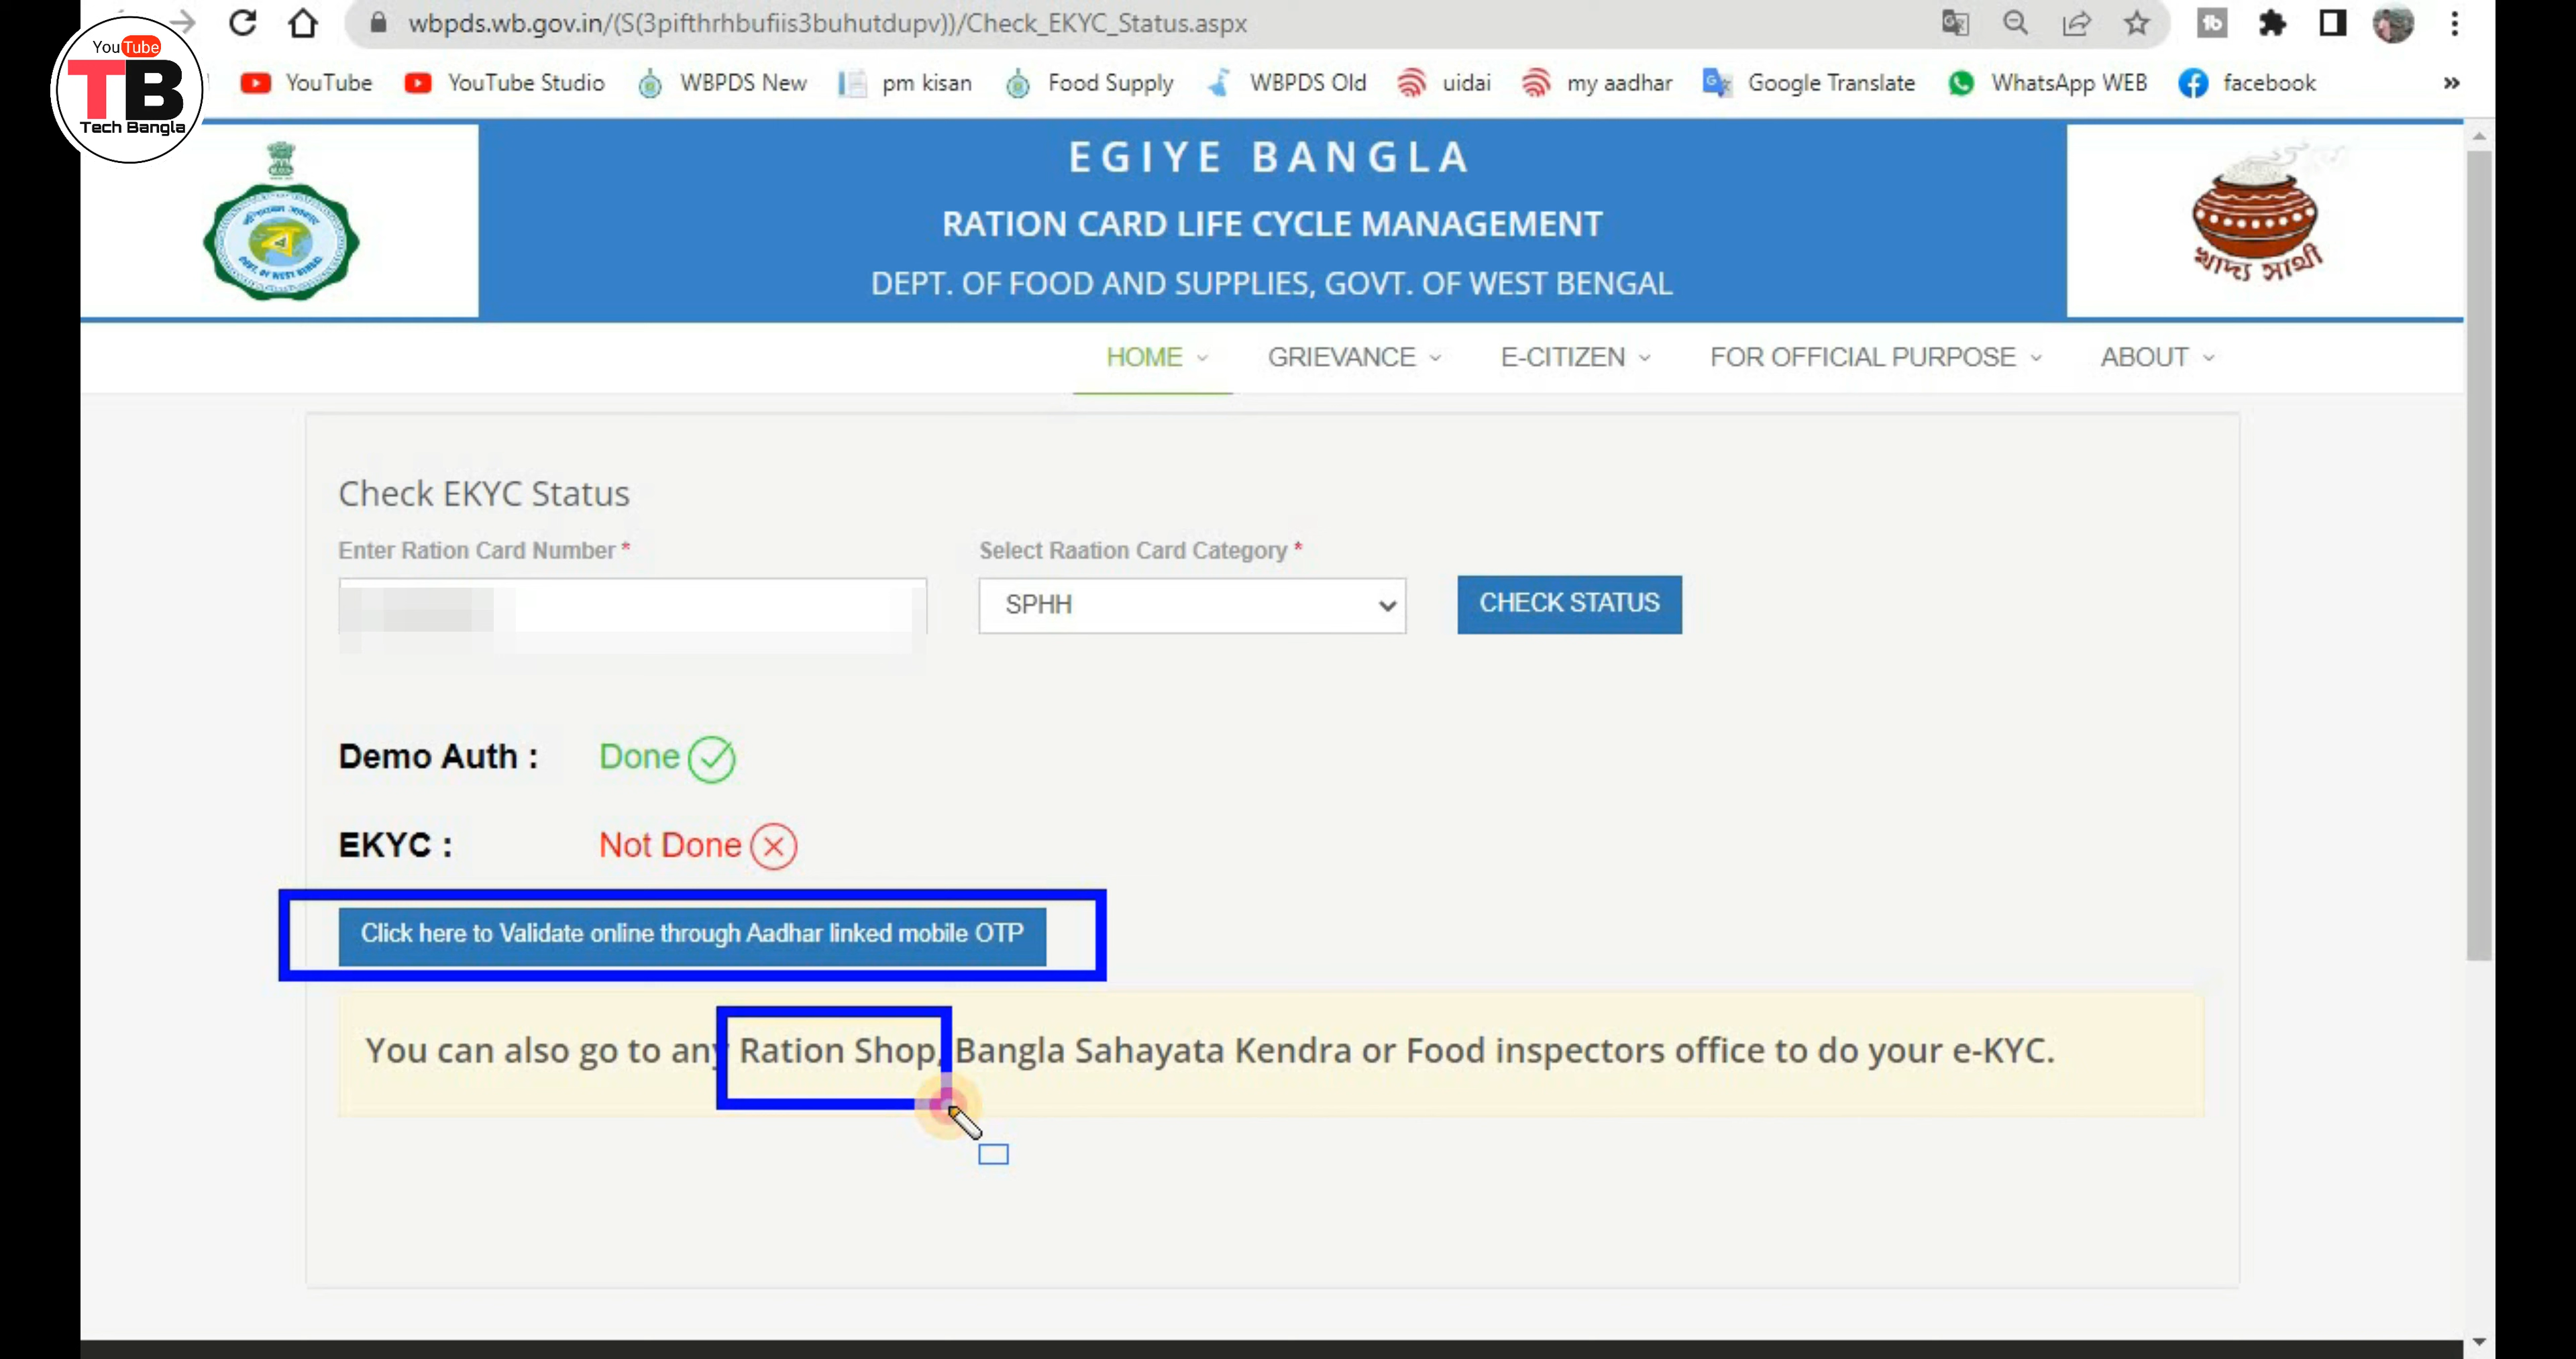 wbpds.wb.gov.in/(S(3pifthrhbufiis3buhutdupv))/Check_EKYC_Status.aspx
YouTube
TB
Tech Bangla
YouTube YouTube Studio WBPDS New pm kisan Food Supply WBPDS Old uidai my aadhar Google Translate WhatsApp WEB facebook »
EGIYE BANGLA
RATION CARD LIFE CYCLE MANAGEMENT
DEPT. OF FOOD AND SUPPLIES, GOVT. OF WEST BENGAL
খাদ্য সাথী
HOME GRIEVANCE E-CITIZEN FOR OFFICIAL PURPOSE ABOUT
Check EKYC Status
Enter Ration Card Number * Select Raation Card Category *
SPHH CHECK STATUS
Demo Auth : Done
EKYC : Not Done
Click here to Validate online through Aadhar linked mobile OTP
You can also go to any Ration Shop, Bangla Sahayata Kendra or Food inspectors office to do your e-KYC.